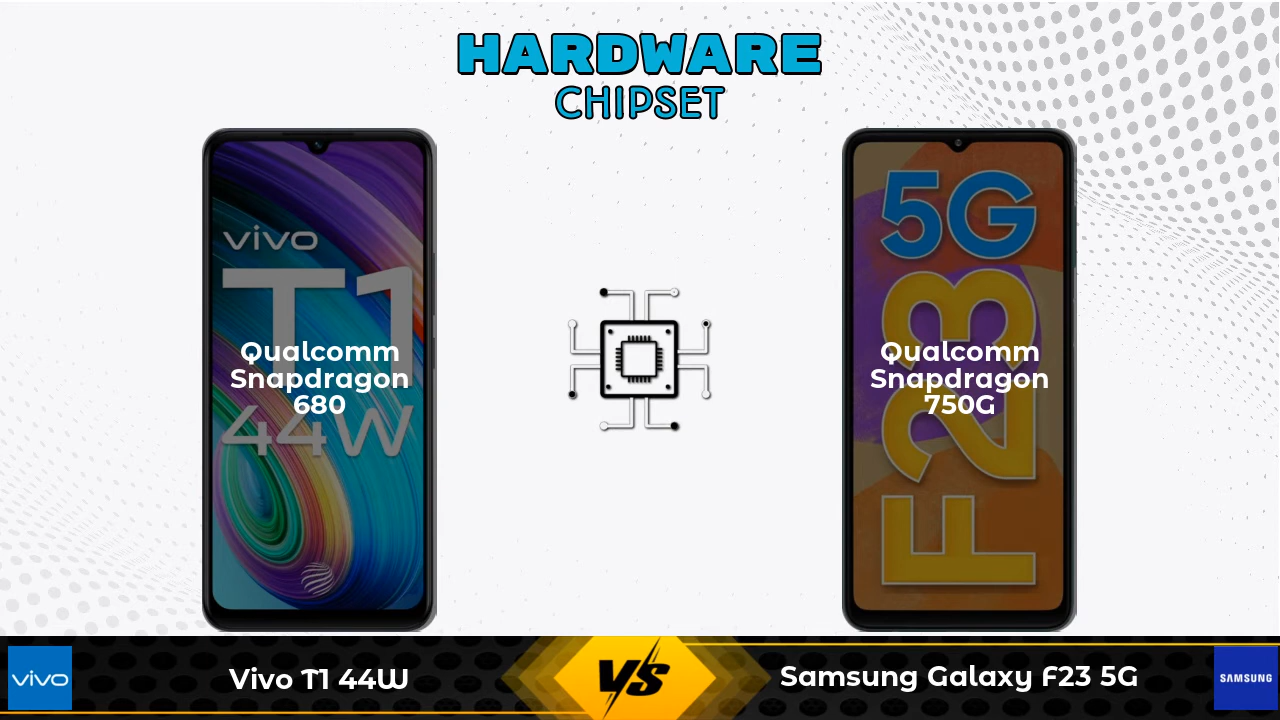 HARDWARE
CHIPSET
vivo
T1
44W
Qualcomm
Snapdragon
680
5G
F23
Qualcomm
Snapdragon
750G
vivo
Vivo T1 44W
VS
Samsung Galaxy F23 5G
SAMSUNG